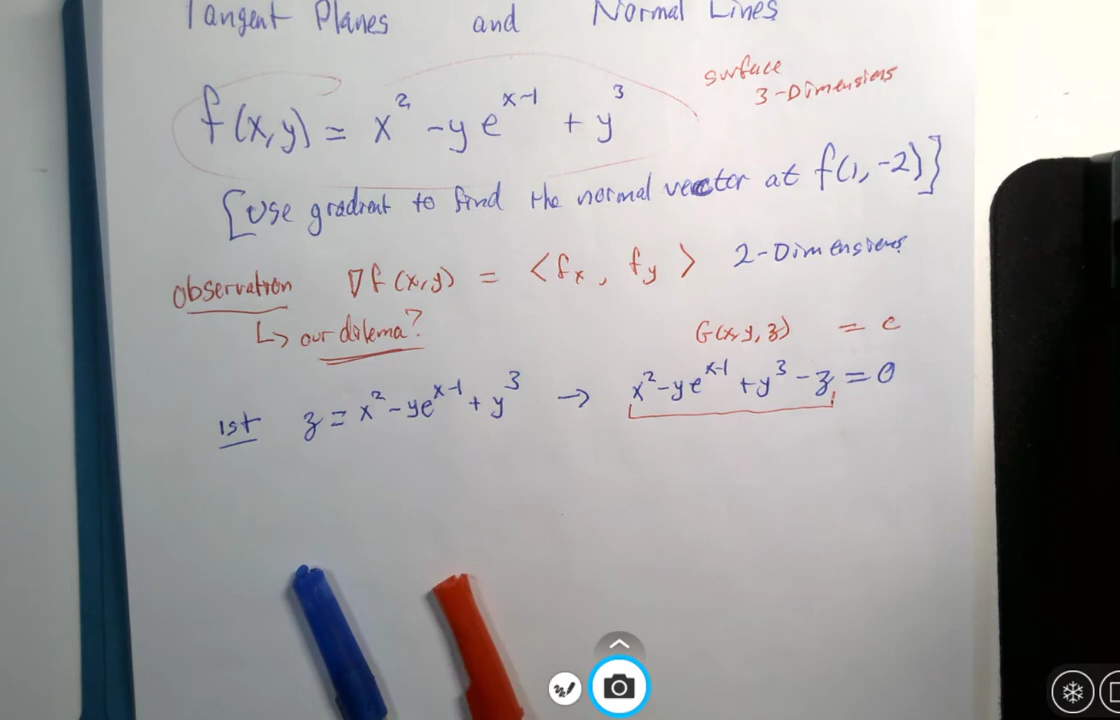 Tangent Planes and Normal Lines
surface
3-Dimensions
f(x,y) = x² - ye^(x-1) + y³
[Use gradient to find the normal vector at f(1,-2)]
observation ∇f(x,y) = <fx, fy> 2-Dimensions
↳ our dilema?
G(x,y,z) = c
1st z = x² - ye^(x-1) + y³ → x² - ye^(x-1) + y³ - z = 0